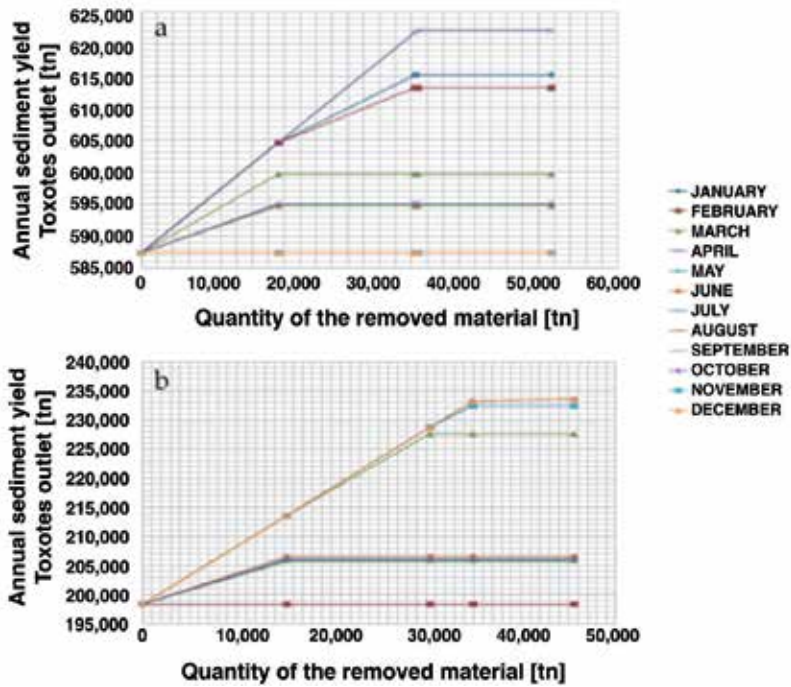 a
625,000
620,000
615,000
610,000
605,000
600,000
595,000
590,000
585,000
Annual sediment yield
Toxotes outlet [tn]
0 10,000 20,000 30,000 40,000 50,000 60,000
Quantity of the removed material [tn]
JANUARY
FEBRUARY
MARCH
APRIL
MAY
JUNE
JULY
AUGUST
SEPTEMBER
OCTOBER
NOVEMBER
DECEMBER
b
240,000
235,000
230,000
225,000
220,000
215,000
210,000
205,000
200,000
195,000
Annual sediment yield
Toxotes outlet [tn]
0 10,000 20,000 30,000 40,000 50,000
Quantity of the removed material [tn]